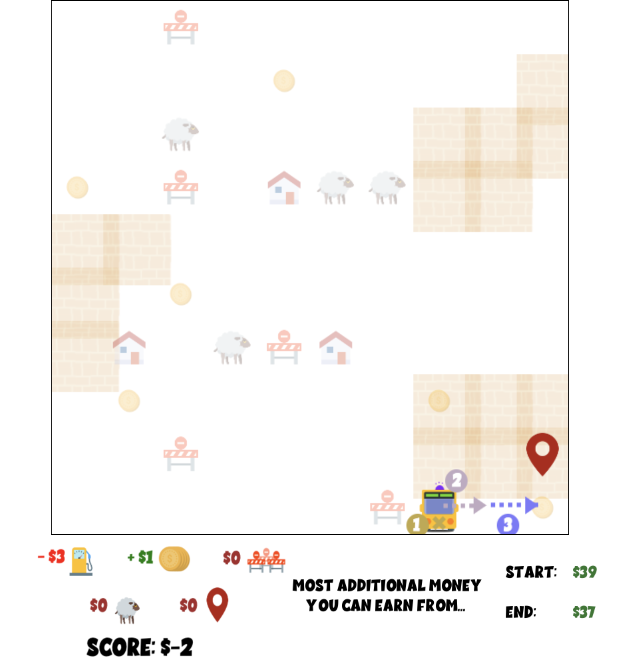 2
1
3
- $3
+ $1
$0
MOST ADDITIONAL MONEY
YOU CAN EARN FROM...
START: $39
$0
$0
END: $37
SCORE: $-2